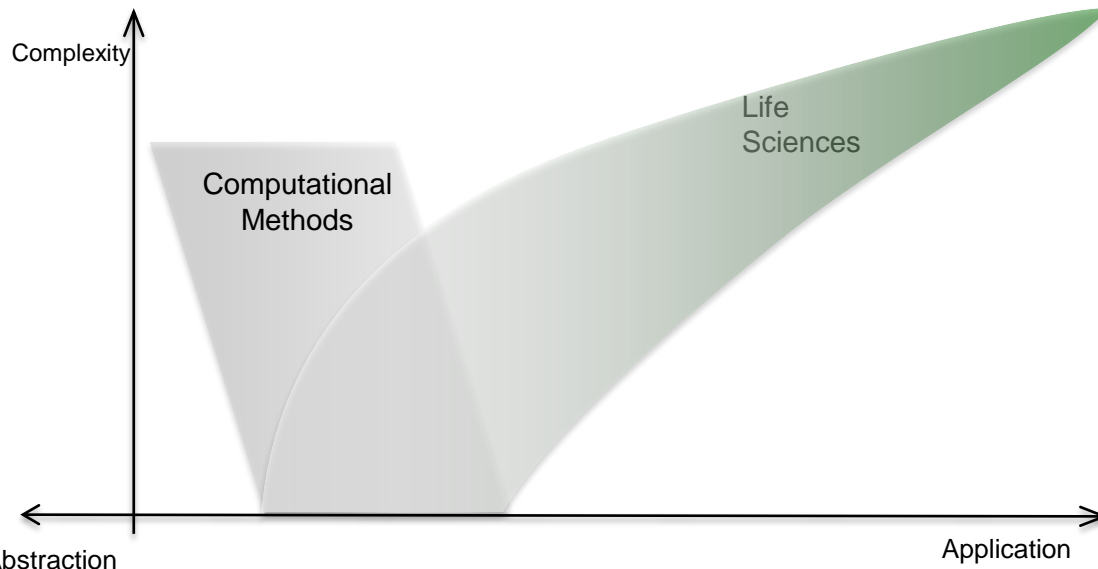 Complexity
Life
Sciences
Computational
Methods
Application
Abstraction